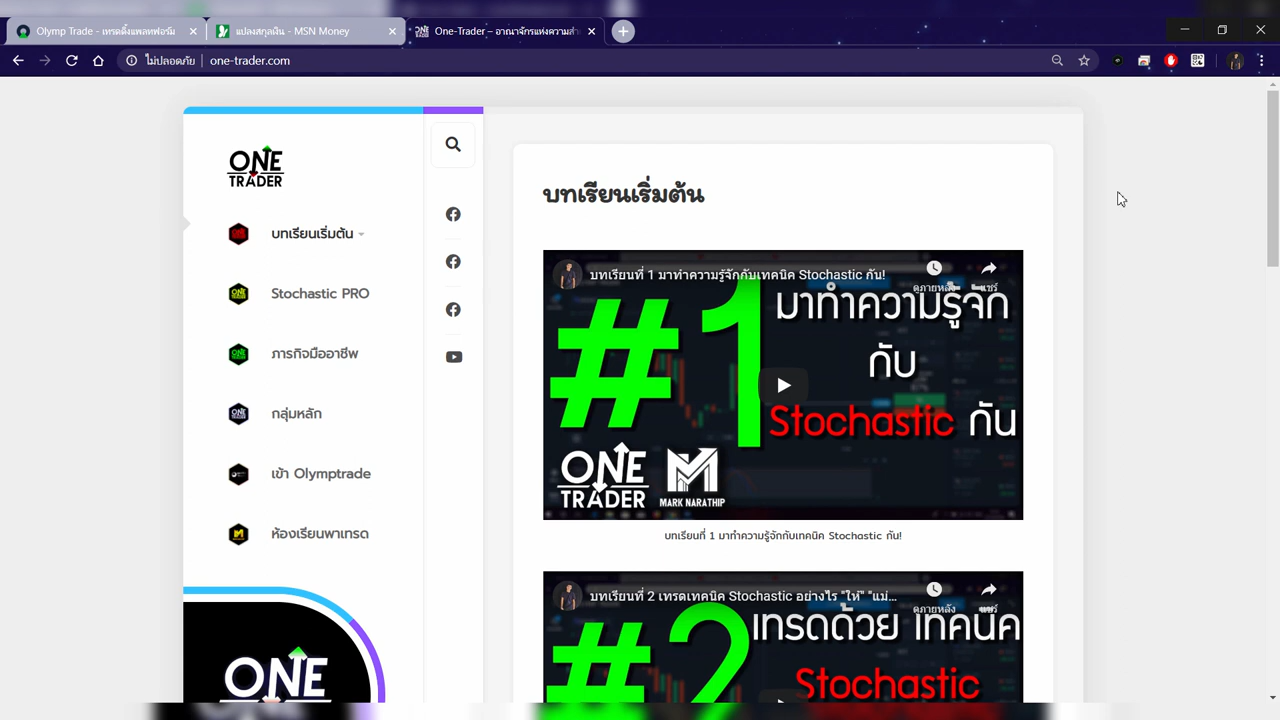 Olymp Trade - เทรดดิ้งแพลทฟอร์ม
แปลงสกุลเงิน - MSN Money
One-Trader – อาณาจักรแห่งความสำ
ไม่ปลอดภัย
one-trader.com
ONE
TRADER
บทเรียนเริ่มต้น
Stochastic PRO
ภารกิจมืออาชีพ
กลุ่มหลัก
เข้า Olymptrade
ห้องเรียนพาเทรด
ONE
บทเรียนเริ่มต้น
บทเรียนที่ 1 มาทำความรู้จักกับเทคนิค Stochastic กัน!
ดูภายหลัง
แชร์
#1
มาทำความรู้จัก
กับ
Stochastic กัน
ONE
TRADER
MARK NARATHIP
บทเรียนที่ 1 มาทำความรู้จักกับเทคนิค Stochastic กัน!
บทเรียนที่ 2 เทรดเทคนิค Stochastic อย่างไร "ให้" "แม่...
ดูภายหลัง
แชร์
#2
เทรดด้วย เทคนิค
Stochastic